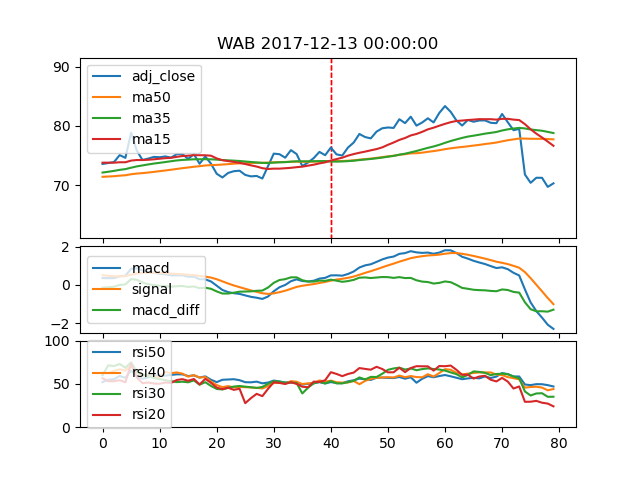 WAB 2017-12-13 00:00:00
90
80
70
adj_close
ma50
ma35
ma15
2
0
−2
macd
signal
macd_diff
100
50
0
rsi50
rsi40
rsi30
rsi20
0 10 20 30 40 50 60 70 80